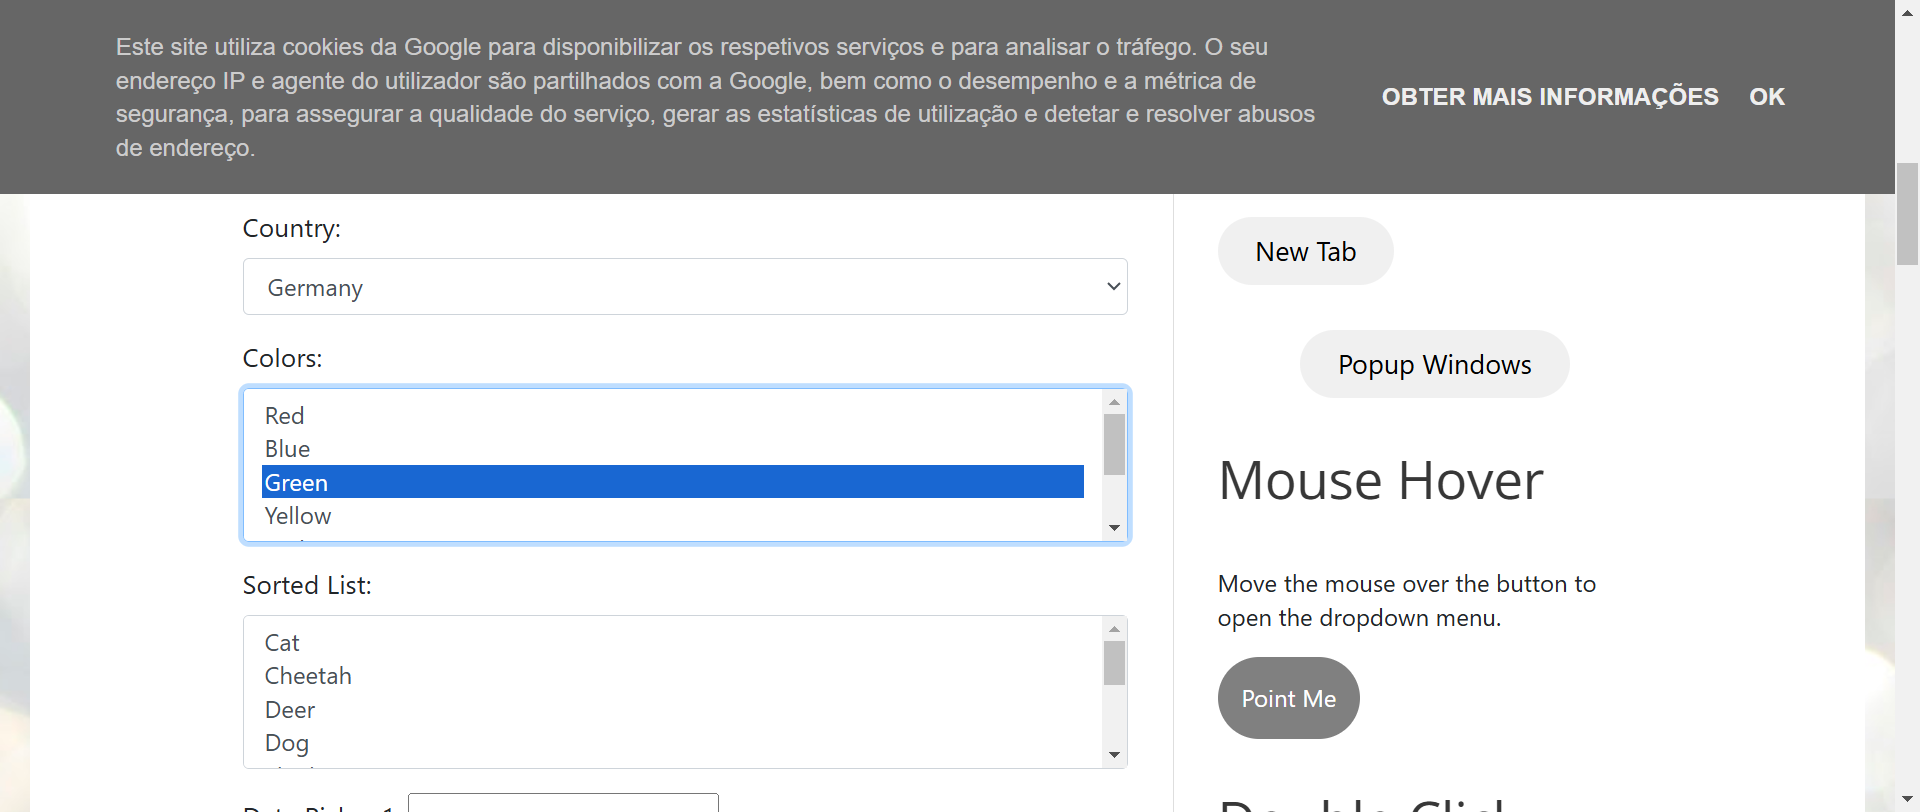 Este site utiliza cookies da Google para disponibilizar os respetivos serviços e para analisar o tráfego. O seu
endereço IP e agente do utilizador são partilhados com a Google, bem como o desempenho e a métrica de
segurança, para assegurar a qualidade do serviço, gerar as estatísticas de utilização e detetar e resolver abusos
de endereço.
OBTER MAIS INFORMAÇÕES OK
Country:
Germany
Colors:
Red
Blue
Green
Yellow
Sorted List:
Cat
Cheetah
Deer
Dog
New Tab
Popup Windows
Mouse Hover
Move the mouse over the button to
open the dropdown menu.
Point Me
Double Click